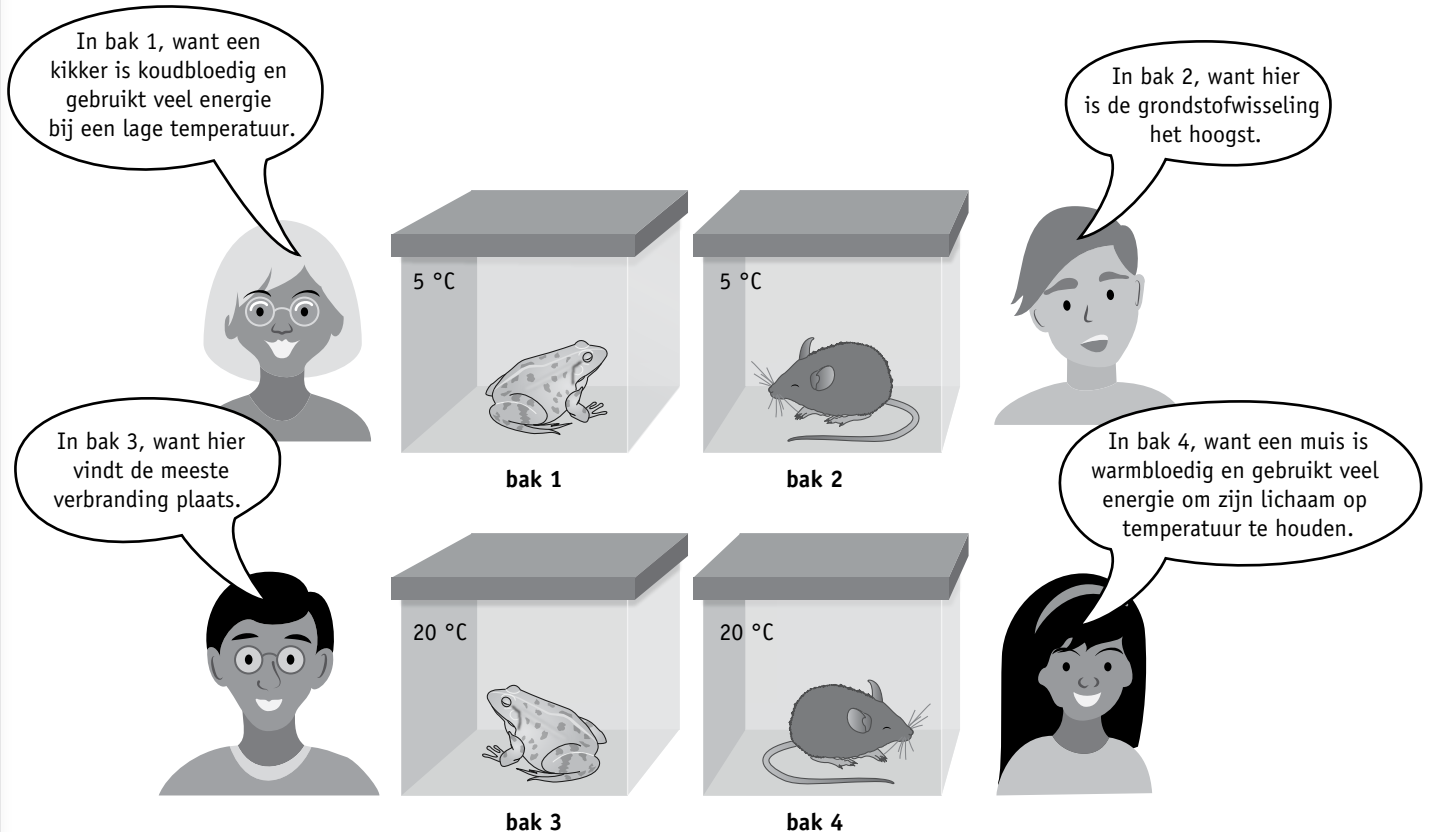 In bak 1, want een
kikker is koudbloedig en
gebruikt veel energie
bij een lage temperatuur.
In bak 2, want hier
is de grondstofwisseling
het hoogst.
5 °C
5 °C
bak 1
bak 2
In bak 3, want hier
vindt de meeste
verbranding plaats.
In bak 4, want een muis is
warmbloedig en gebruikt veel
energie om zijn lichaam op
temperatuur te houden.
20 °C
20 °C
bak 3
bak 4